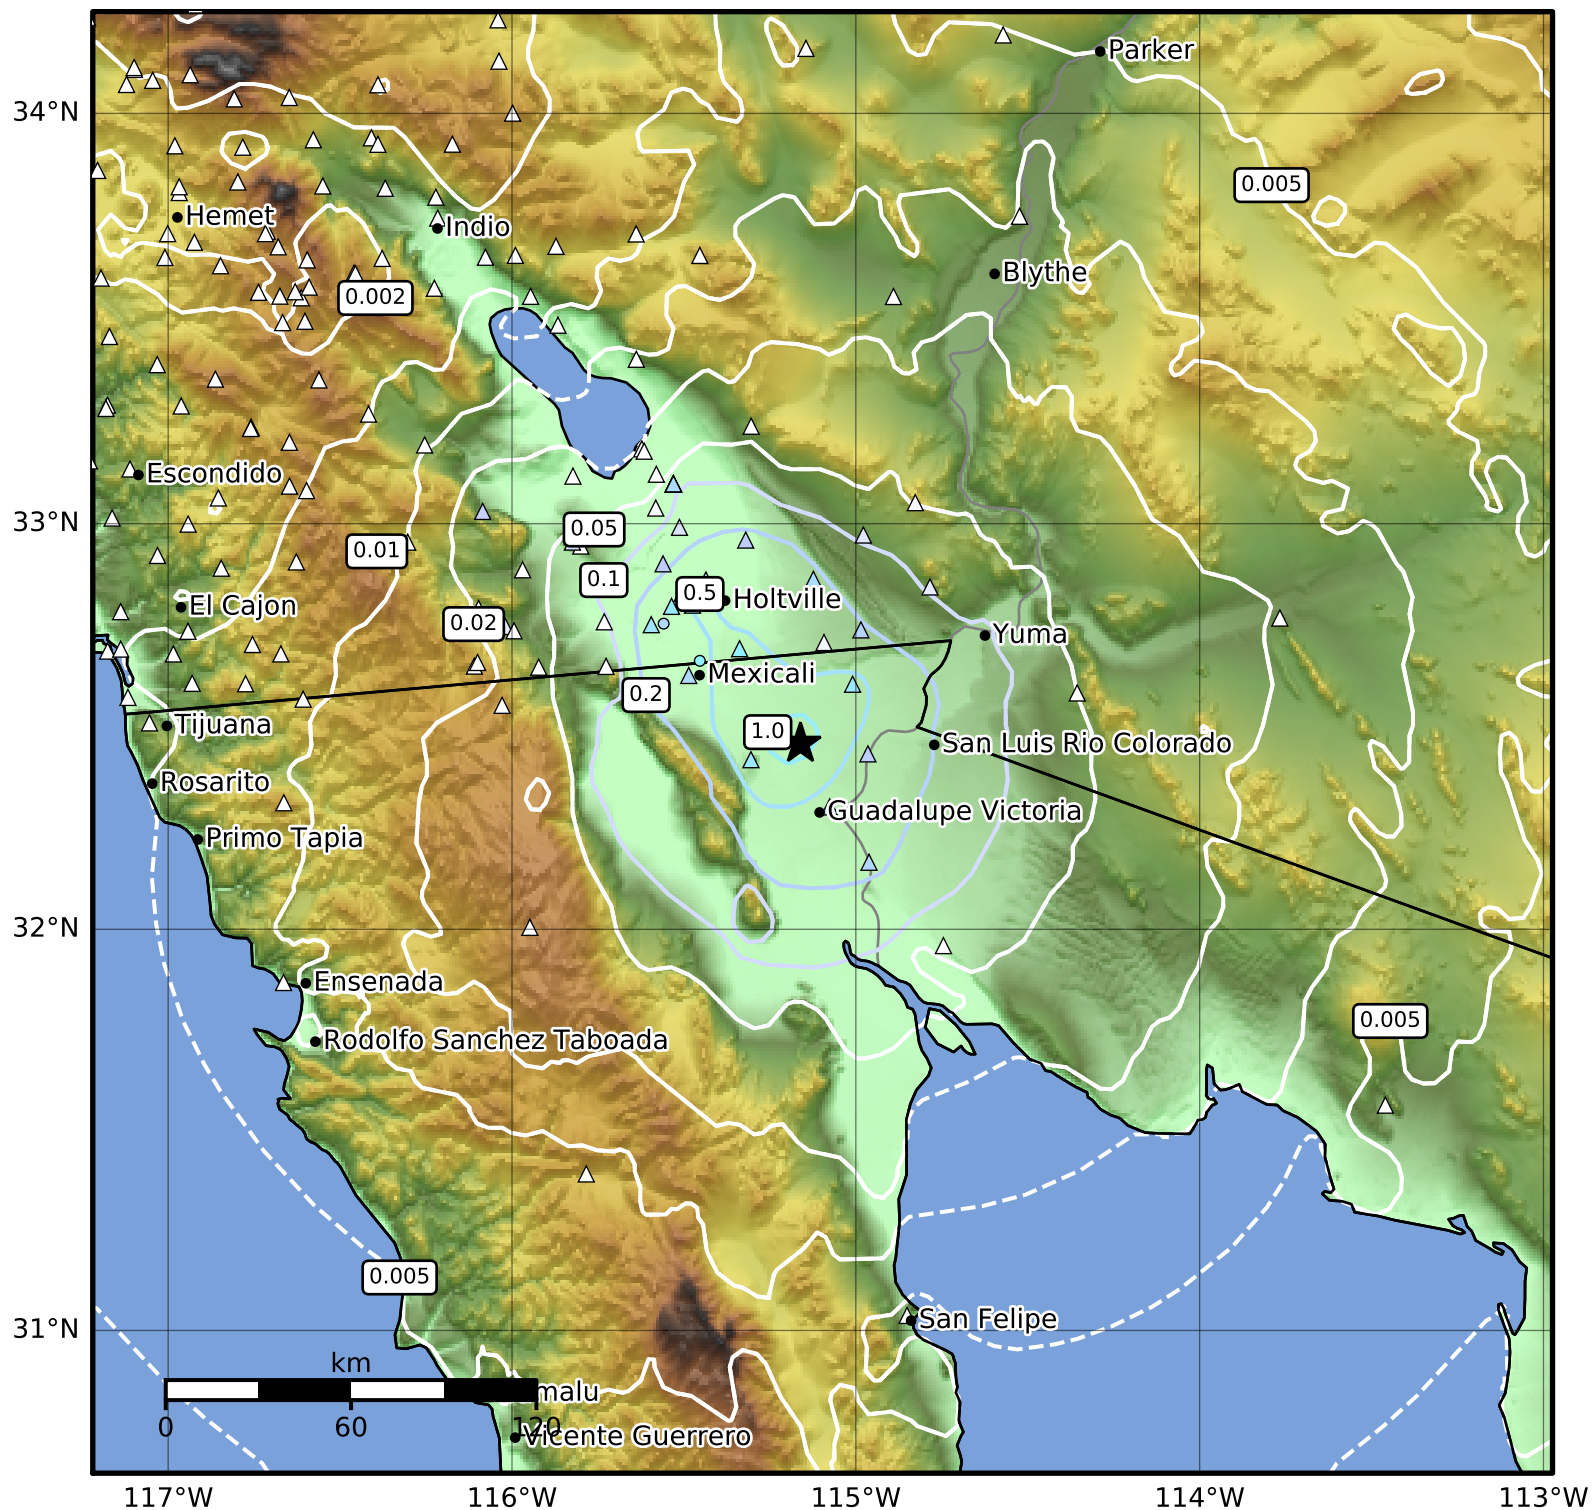 Parker
34°N
0.005
Hemet
Indio
Blythe
0.002
Escondido
33°N
0.05
0.01
0.1
0.5
Holtville
El Cajon
0.02
Yuma
Mexicali
0.2
Tijuana
1.0
San Luis Rio Colorado
Rosarito
Guadalupe Victoria
Primo Tapia
32°N
Ensenada
0.005
Rodolfo Sanchez Taboada
0.005
San Felipe
31°N
km
malu
0 60 120
Vicente Guerrero
117°W 116°W 115°W 114°W 113°W